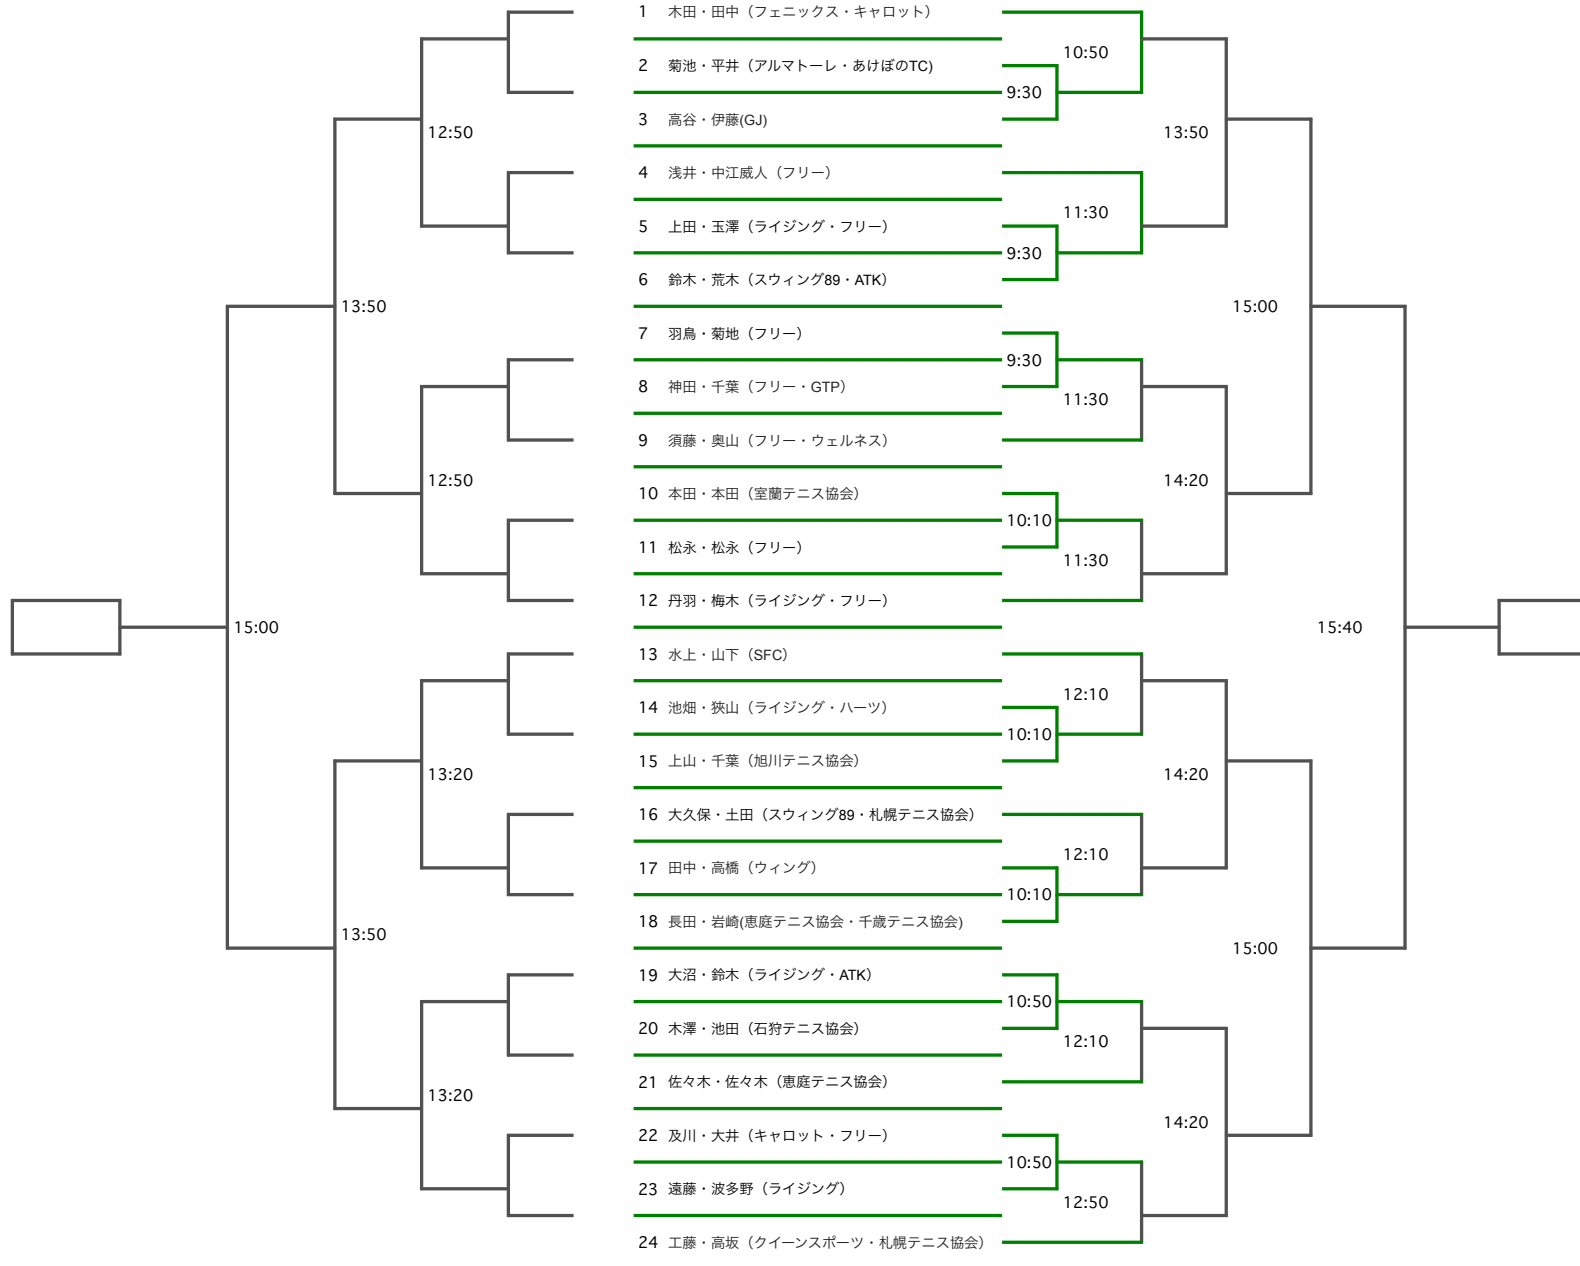 1 木田・田中（フェニックス・キャロット）
10:50
2 菊池・平井（アルマトーレ・あけぼのTC)
9:30
3 高谷・伊藤(GJ)
12:50
13:50
4 浅井・中江威人（フリー）
11:30
5 上田・玉澤（ライジング・フリー）
9:30
6 鈴木・荒木（スウィング89・ATK）
13:50
15:00
7 羽鳥・菊地（フリー）
9:30
8 神田・千葉（フリー・GTP）
11:30
9 須藤・奥山（フリー・ウェルネス）
12:50
14:20
10 本田・本田（室蘭テニス協会）
10:10
11 松永・松永（フリー）
11:30
12 丹羽・梅木（ライジング・フリー）
15:00
15:40
13 水上・山下（SFC）
12:10
14 池畑・狹山（ライジング・ハーツ）
10:10
15 上山・千葉（旭川テニス協会）
13:20
14:20
16 大久保・土田（スウィング89・札幌テニス協会）
12:10
17 田中・高橋（ウィング）
10:10
18 長田・岩崎(恵庭テニス協会・千歳テニス協会)
13:50
15:00
19 大沼・鈴木（ライジング・ATK）
10:50
20 木澤・池田（石狩テニス協会）
12:10
21 佐々木・佐々木（恵庭テニス協会）
13:20
14:20
22 及川・大井（キャロット・フリー）
10:50
23 遠藤・波多野（ライジング）
12:50
24 工藤・高坂（クイーンスポーツ・札幌テニス協会）